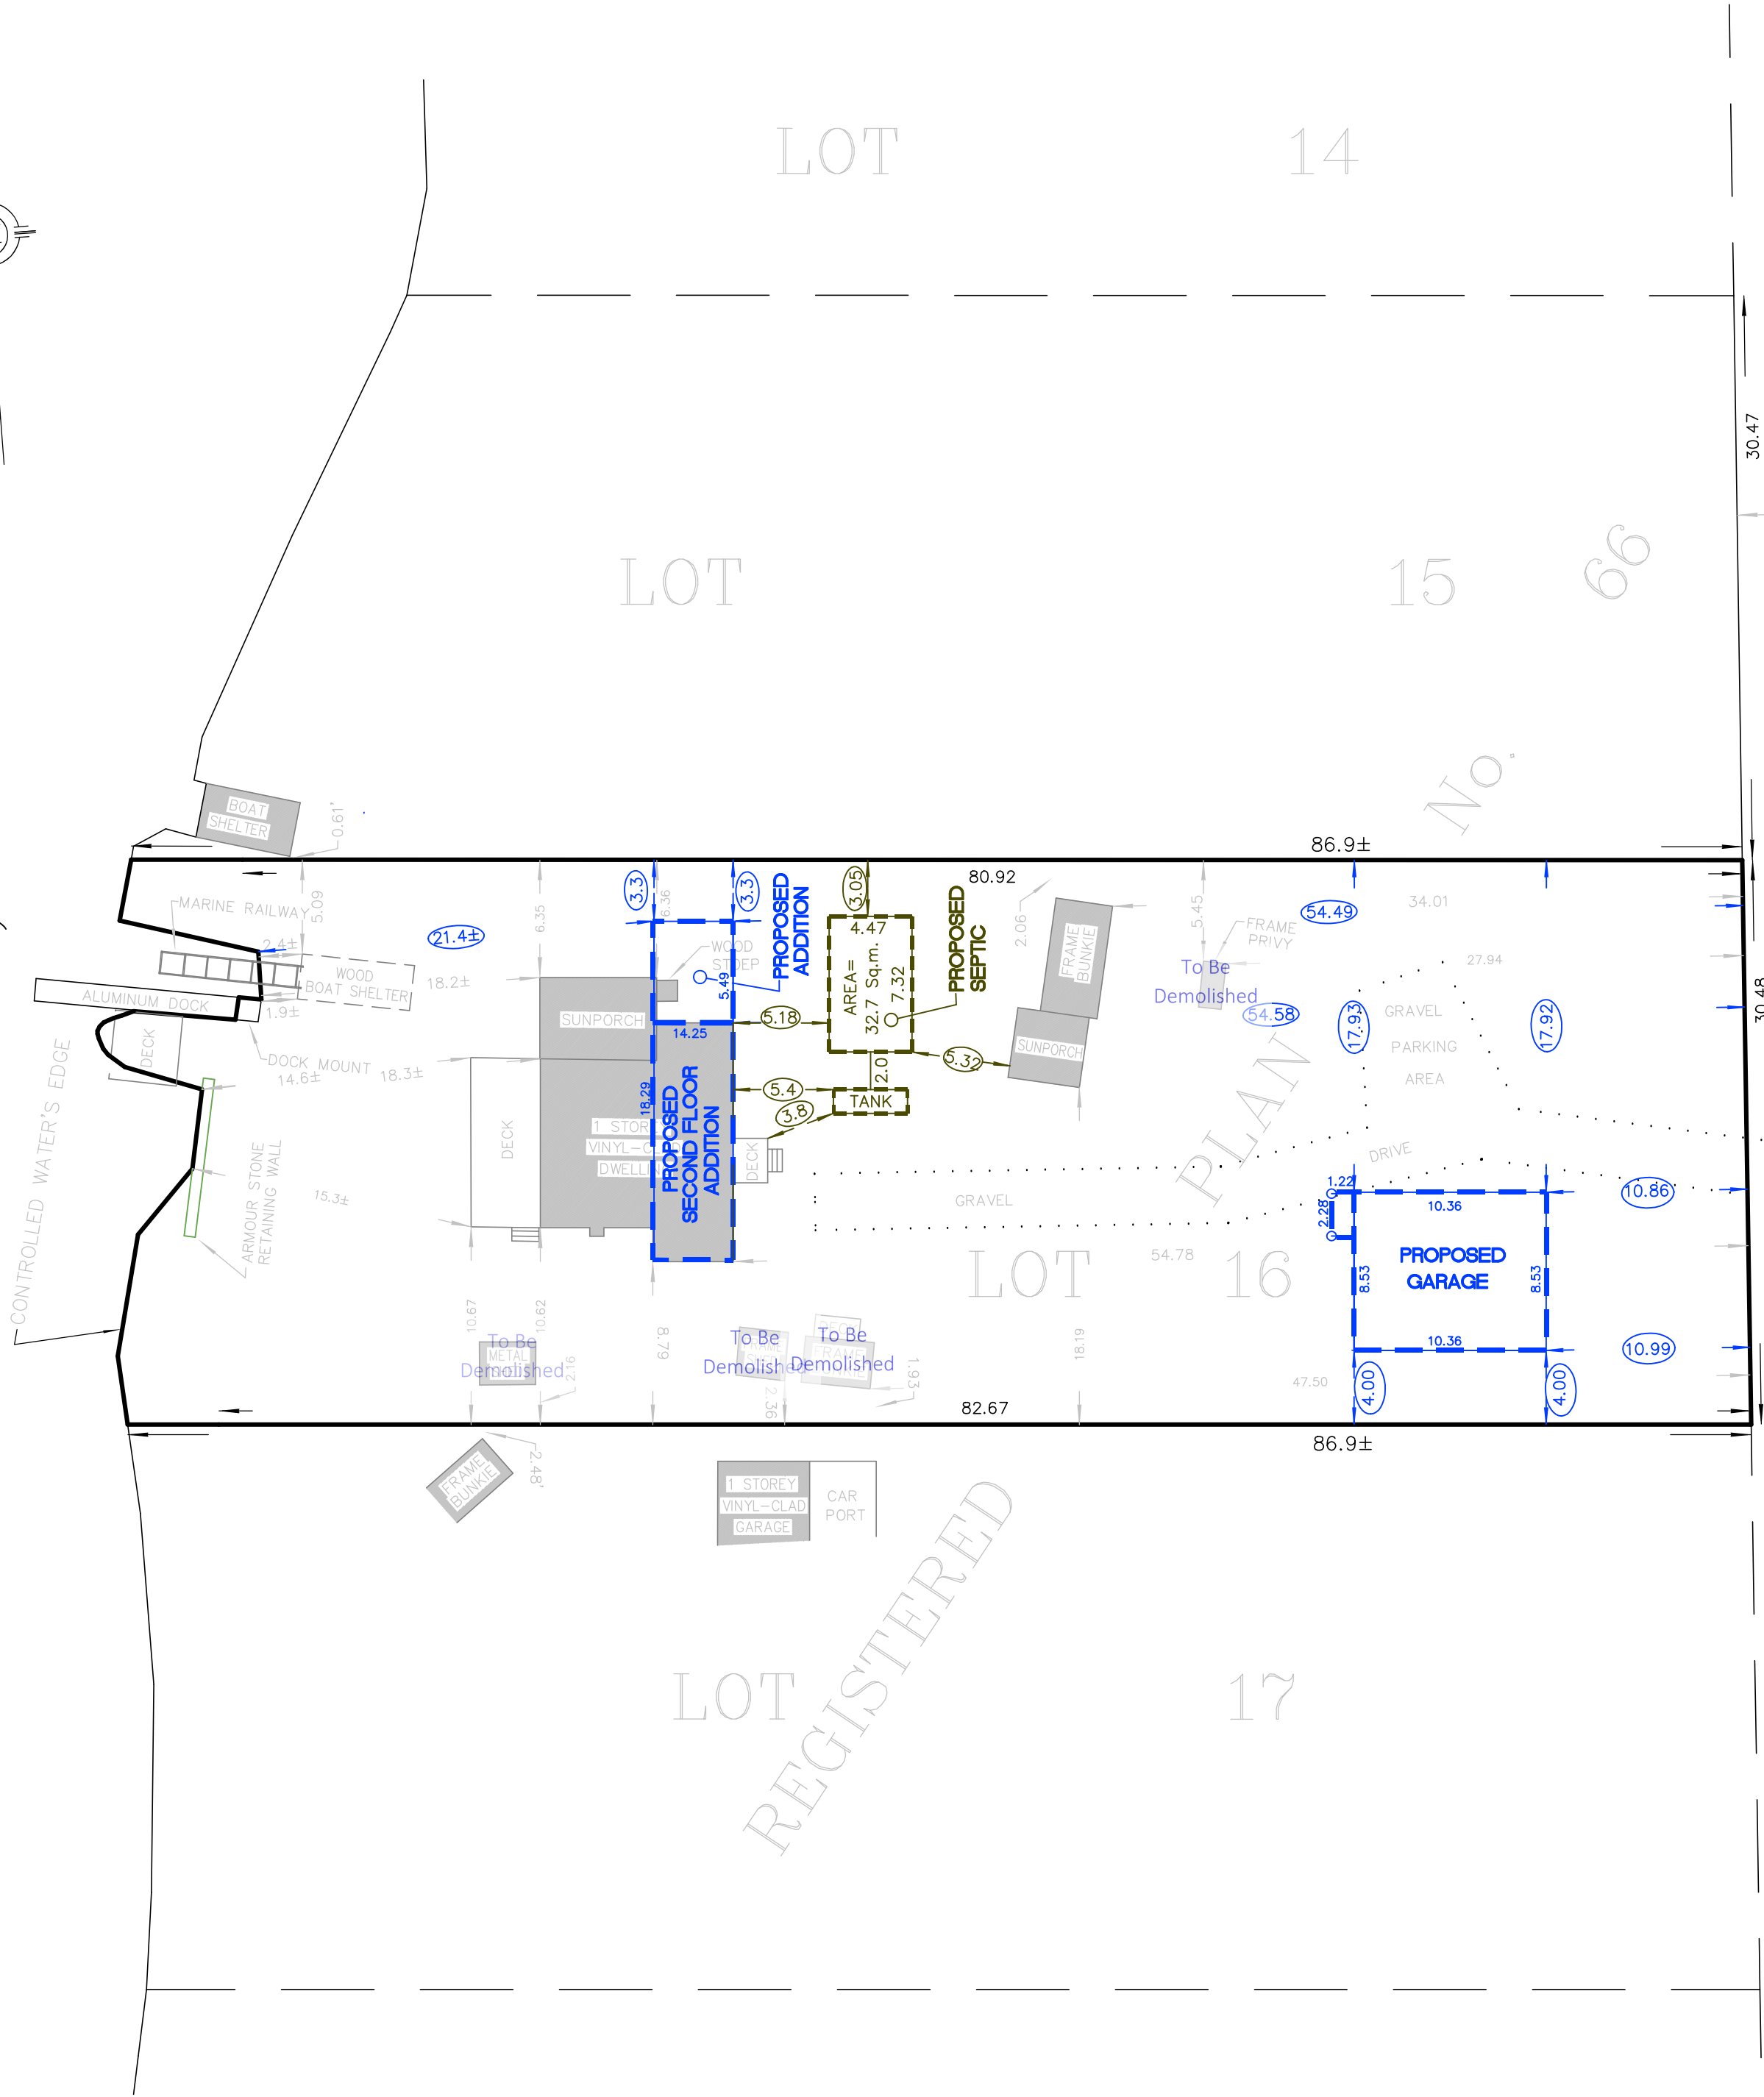 LOT 14
30.47
LOT 15
66
No.
BOAT
SHELTER
0.61'
86.9±
80.92
MARINE RAILWAY
5.09
2.4±
WOOD
BOAT SHELTER
ALUMINUM DOCK
1.9±
DECK
DOCK MOUNT
14.6±
18.2±
18.3±
21.4±
6.35
3.3
6.36
3.3
PROPOSED
ADDITION
WOOD
STOEP
5.49
SUNPORCH
14.25
18.29
1 STOR
VINYL-C
DWELLIN
PROPOSED
SECOND FLOOR
ADDITION
DECK
DECK
3.05
4.47
AREA=
32.7 Sq.m.
7.32
PROPOSED
SEPTIC
5.18
5.4
3.8
2.0
TANK
5.32
2.06
FRAME
BUNKIE
SUNPORCH
5.45
FRAME
PRIVY
To Be
Demolished
54.49
34.01
27.94
54.58
17.93
17.92
GRAVEL
PARKING
AREA
30.48
PLAN
DRIVE
GRAVEL
CONTROLLED WATER'S EDGE
15.3±
ARMOUR STONE
RETAINING WALL
1.22
2.28
10.36
8.53
PROPOSED
GARAGE
8.53
10.36
10.86
10.99
4.00
4.00
54.78
LOT 16
47.50
10.67
10.62
8.79
18.19
To Be
Demolished
METAL
2.16
To Be
Demolished
FRAME
2.36
To Be
Demolished
FRAME
1.93
82.67
86.9±
FRAME
BUNKIE
2.48'
1 STOREY
VINYL-CLAD
GARAGE
CAR
PORT
REGISTERED
LOT 17